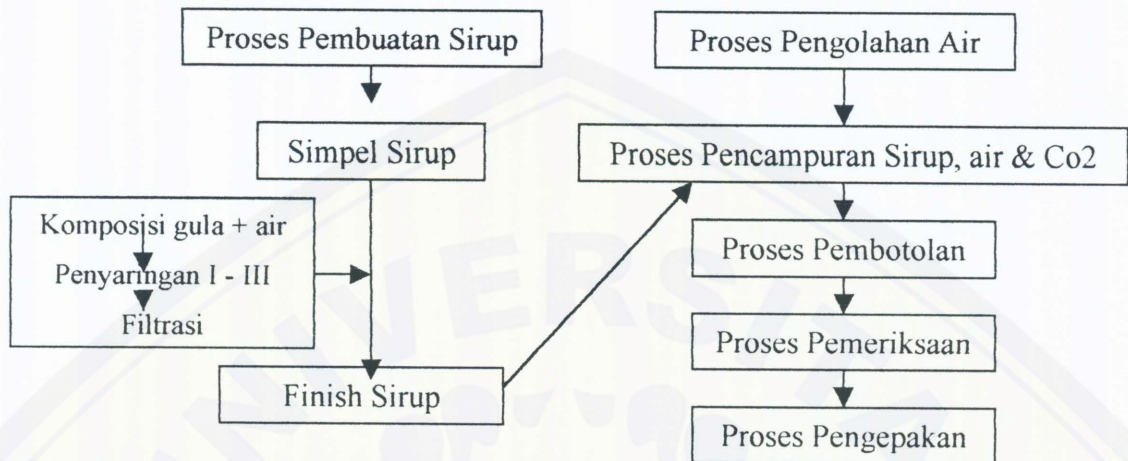 Proses Pembuatan Sirup
Simpel Sirup
Komposisi gula + air
Penyaringan I - III
Filtrasi
Finish Sirup
Proses Pengolahan Air
Proses Pencampuran Sirup, air & Co2
Proses Pembotolan
Proses Pemeriksaan
Proses Pengepakan
UNIVERSITA